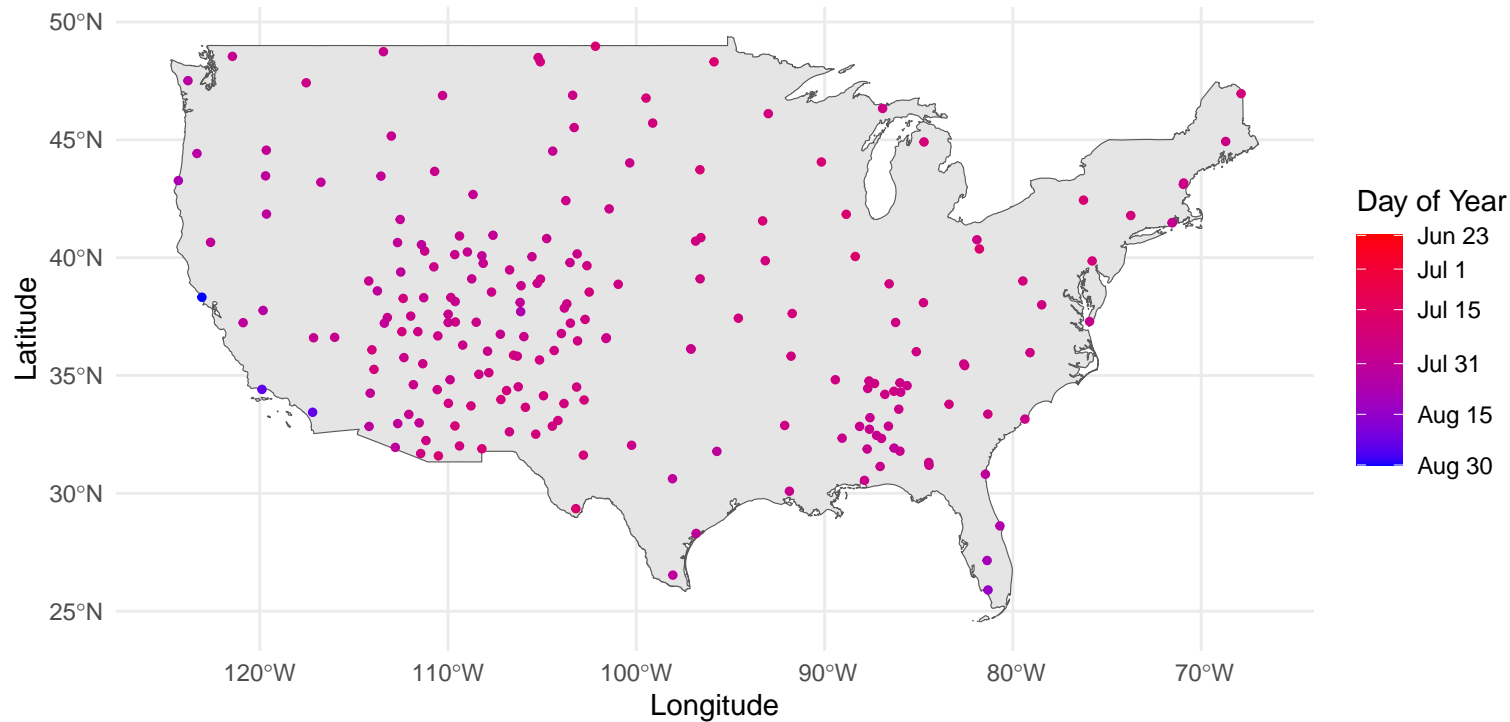 50°N
45°N
40°N
35°N
30°N
25°N
Latitude
120°W
110°W
100°W
90°W
80°W
70°W
Longitude
Day of Year
Jun 23
Jul 1
Jul 15
Jul 31
Aug 15
Aug 30